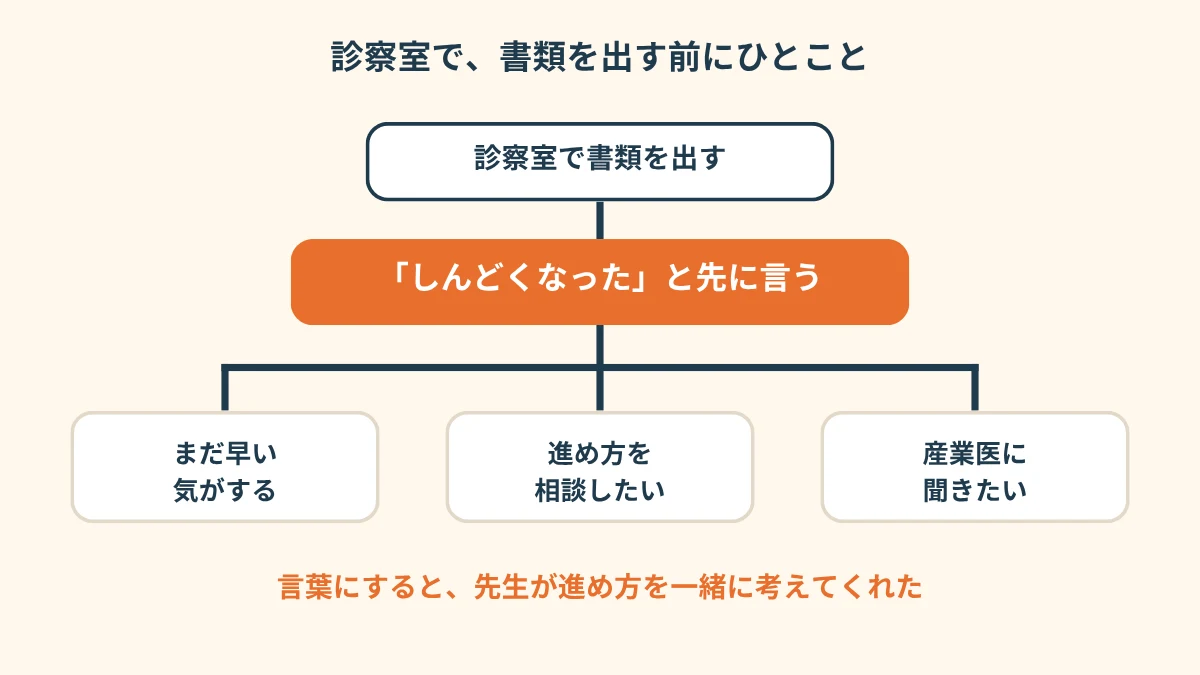 診察室で、書類を出す前にひとこと
診察室で書類を出す
「しんどくなった」と先に言う
まだ早い
気がする
進め方を
相談したい
産業医に
聞きたい
言葉にすると、先生が進め方を一緒に考えてくれた